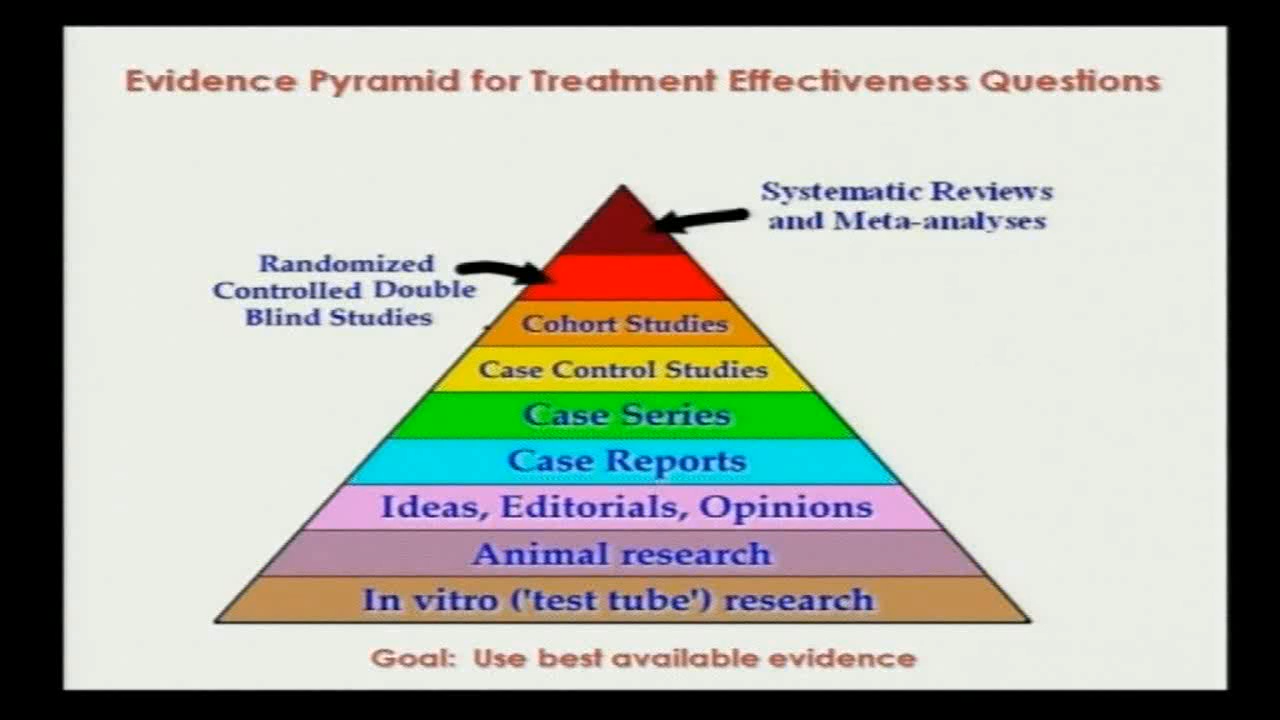 Evidence Pyramid for Treatment Effectiveness Questions
Systematic Reviews
and Meta-analyses
Randomized
Controlled Double
Blind Studies
Cohort Studies
Case Control Studies
Case Series
Case Reports
Ideas, Editorials, Opinions
Animal research
In vitro ('test tube') research
Goal: Use best available evidence